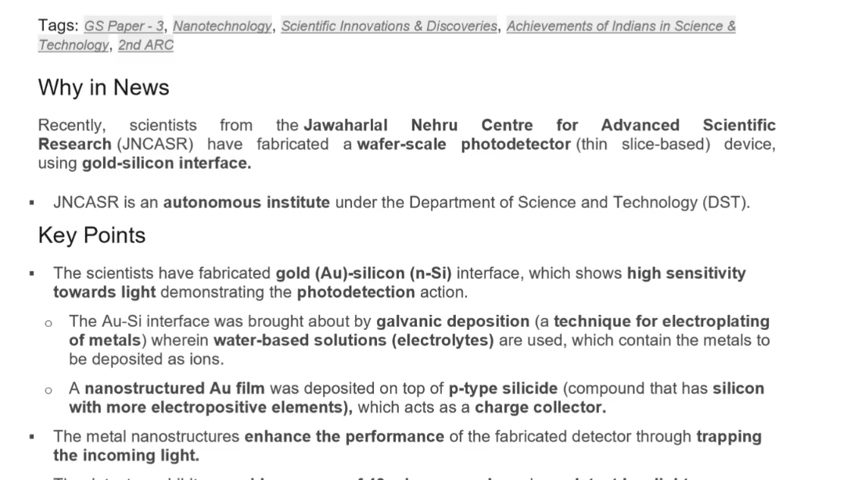 Tags: GS Paper - 3, Nanotechnology, Scientific Innovations & Discoveries, Achievements of Indians in Science &
Technology, 2nd ARC
Why in News
Recently, scientists from the Jawaharlal Nehru Centre for Advanced Scientific
Research (JNCASR) have fabricated a wafer-scale photodetector (thin slice-based) device,
using gold-silicon interface.
▪ JNCASR is an autonomous institute under the Department of Science and Technology (DST).
Key Points
▪ The scientists have fabricated gold (Au)-silicon (n-Si) interface, which shows high sensitivity
towards light demonstrating the photodetection action.
○ The Au-Si interface was brought about by galvanic deposition (a technique for electroplating
of metals) wherein water-based solutions (electrolytes) are used, which contain the metals to
be deposited as ions.
○ A nanostructured Au film was deposited on top of p-type silicide (compound that has silicon
with more electropositive elements), which acts as a charge collector.
▪ The metal nanostructures enhance the performance of the fabricated detector through trapping
the incoming light.